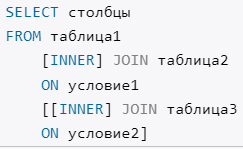 SELECT столбцы
FROM таблица1
[INNER] JOIN таблица2
ON условие1
[[INNER] JOIN таблица3
ON условие2]